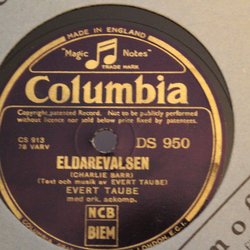 MADE IN ENGLAND
"Magic Notes"
TRADE MARK
Columbia
Copyright, patented Record. Not to be publicly performed
without licence nor sold below price fixed by patentees.
CS 913
78 VARV
DS 950
ELDAREVALSEN
(CHARLIE BARR)
(Text och musik av EVERT TAUBE)
EVERT TAUBE
med ork. ackomp.
NCB
BIEM
LONDON E.C.1.